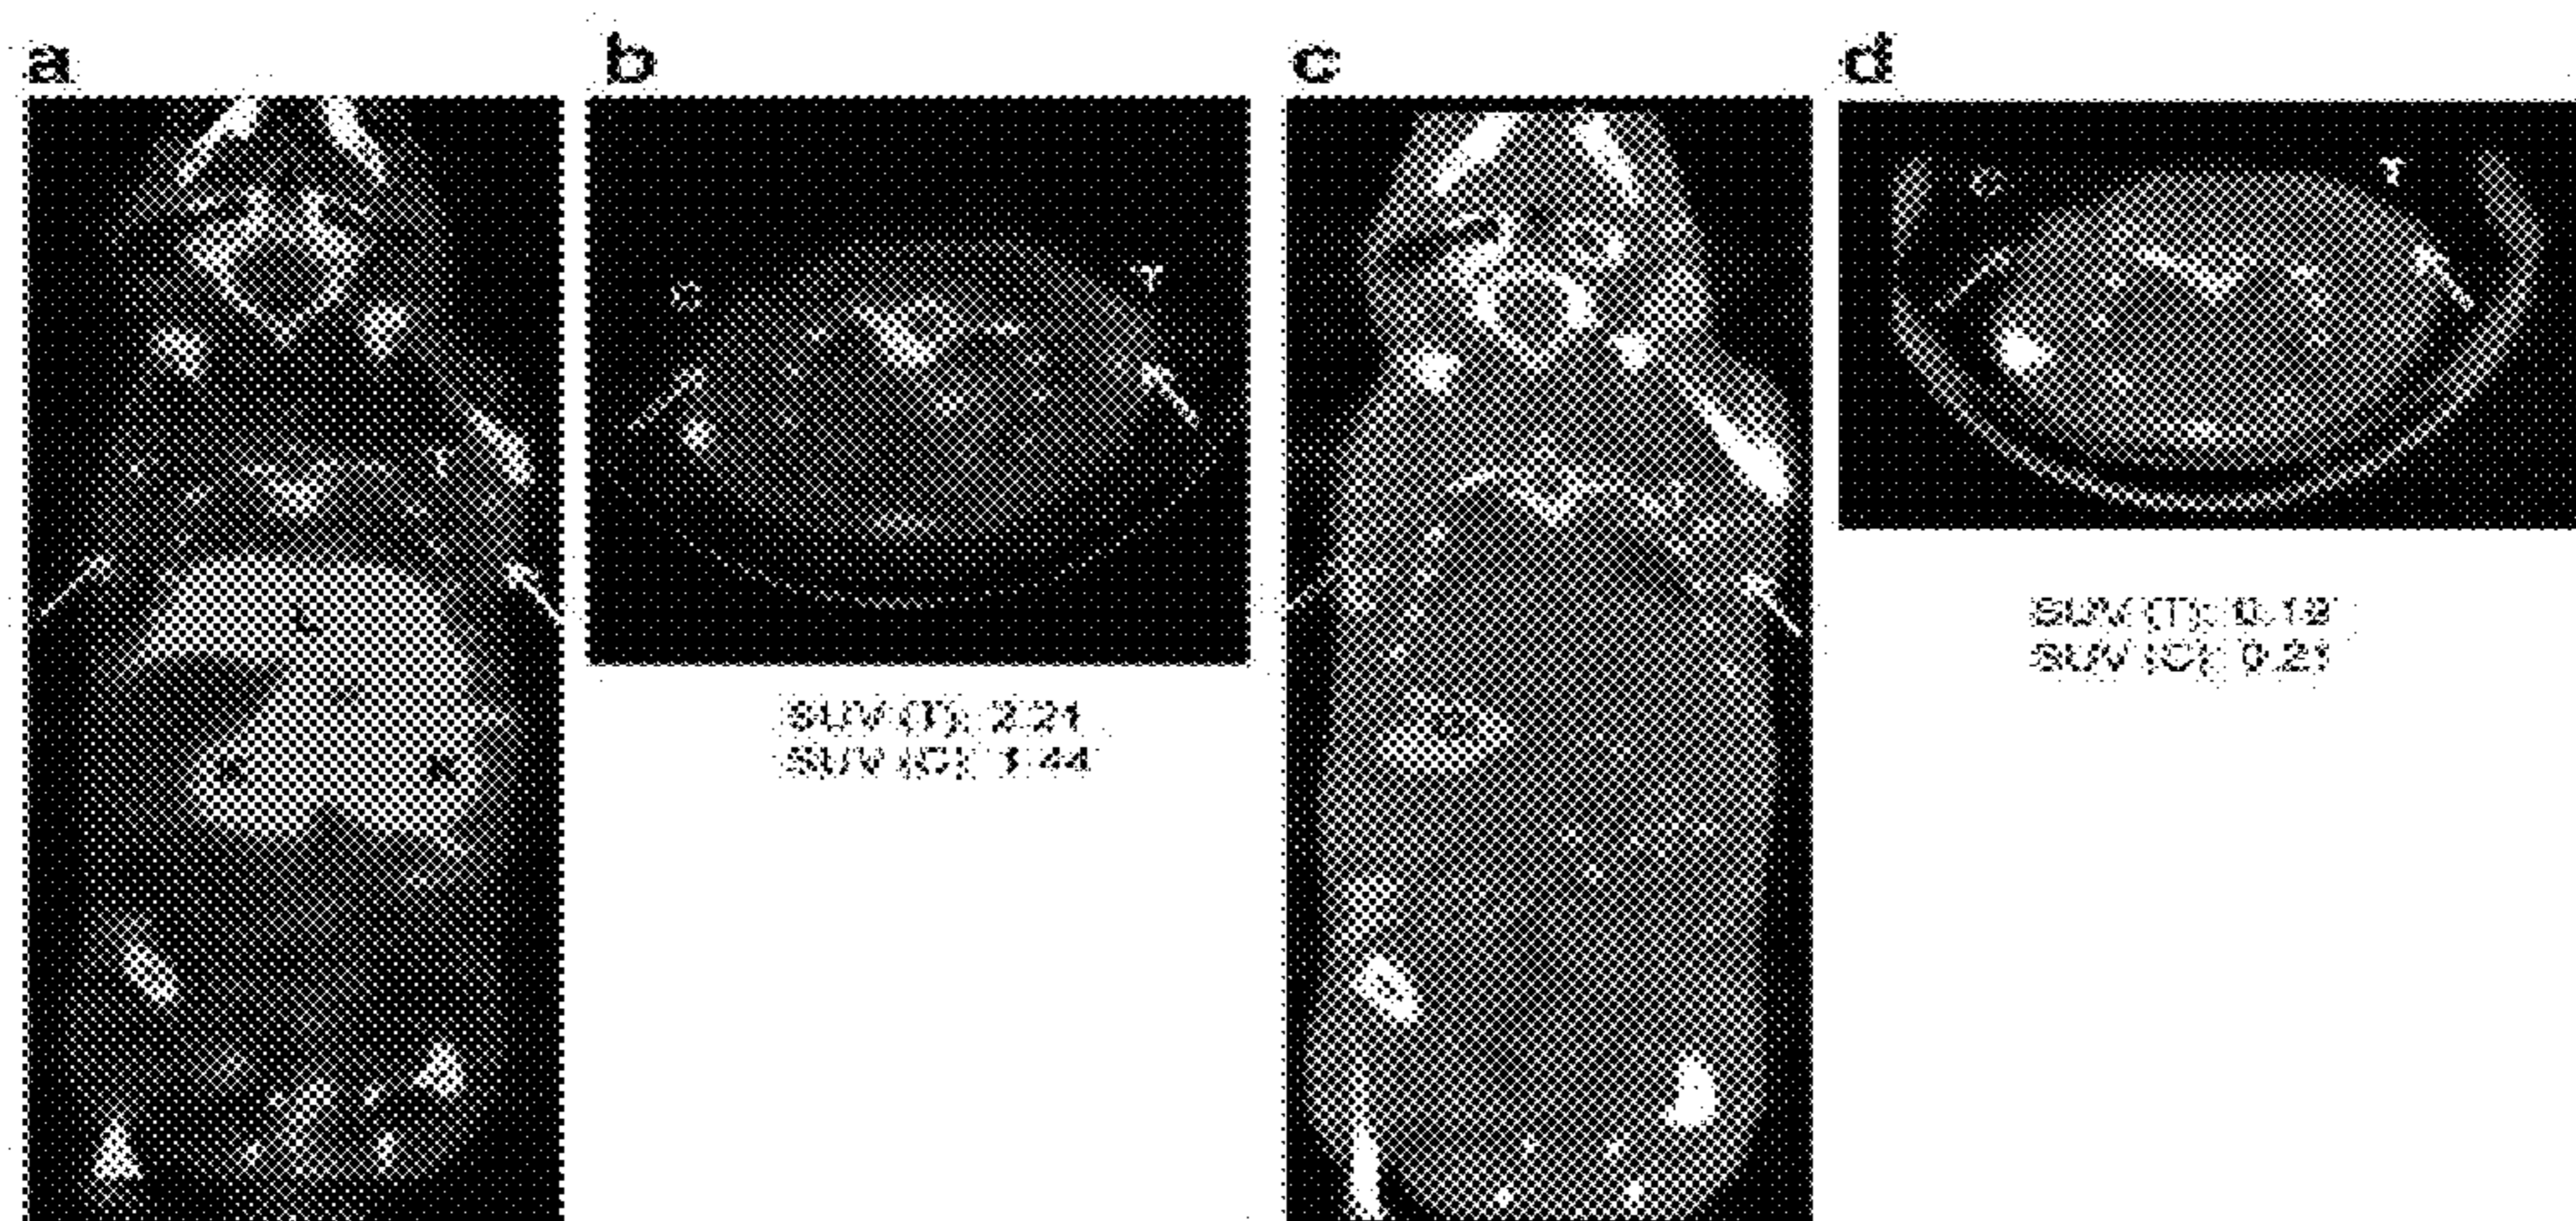 a
b
c
d
C
T
C
T
T
L
K
K
SUV (T): 2.21
SUV (C): 1.44
SUV (T): 0.19
SUV (C): 0.21